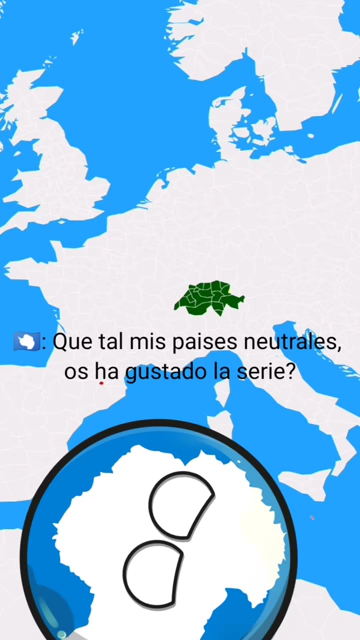 🇦🇶: Que tal mis paises neutrales,
os ha gustado la serie?